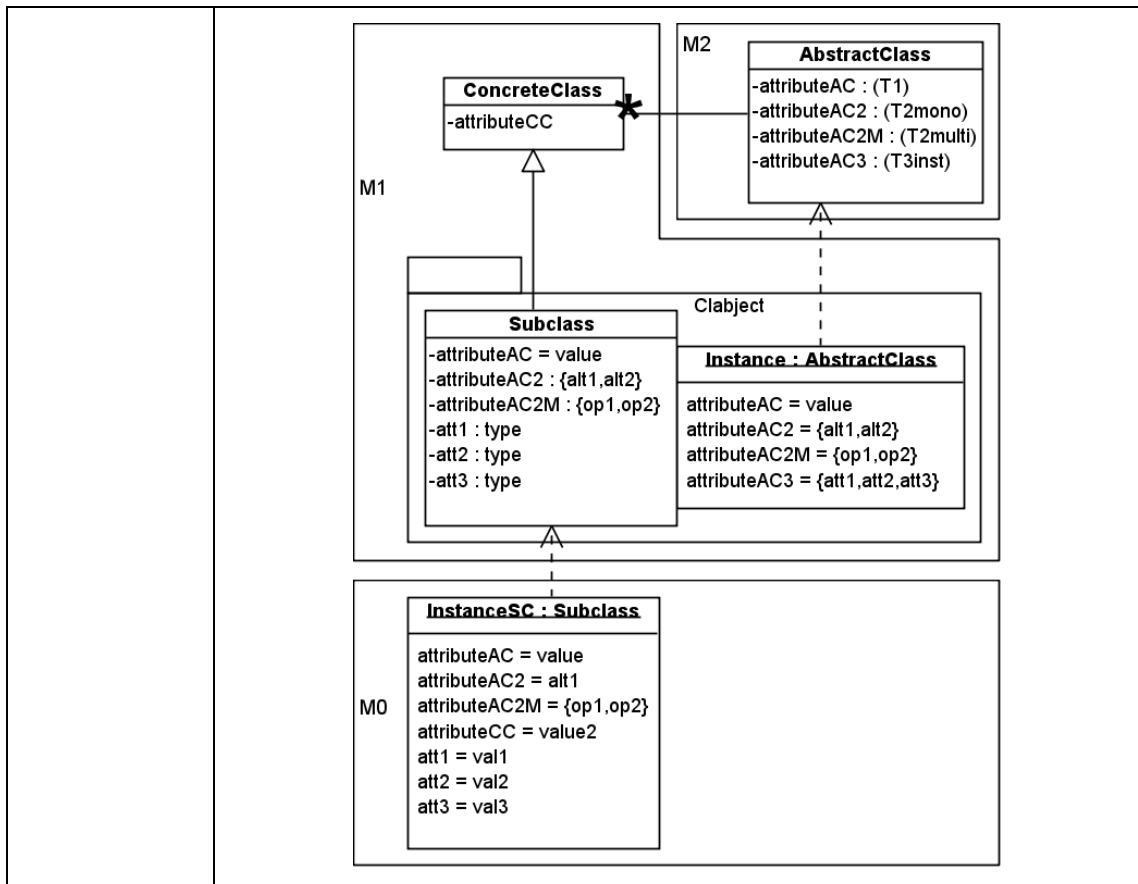 M2
AbstractClass
-attributeAC : (T1)
-attributeAC2 : (T2mono)
-attributeAC2M : (T2multi)
-attributeAC3 : (T3inst)
ConcreteClass
-attributeCC
*
M1
Clabject
Subclass
-attributeAC = value
-attributeAC2 : {alt1,alt2}
-attributeAC2M : {op1,op2}
-att1 : type
-att2 : type
-att3 : type
Instance : AbstractClass
attributeAC = value
attributeAC2 = {alt1,alt2}
attributeAC2M = {op1,op2}
attributeAC3 = {att1,att2,att3}
M0
InstanceSC : Subclass
attributeAC = value
attributeAC2 = alt1
attributeAC2M = {op1,op2}
attributeCC = value2
att1 = val1
att2 = val2
att3 = val3